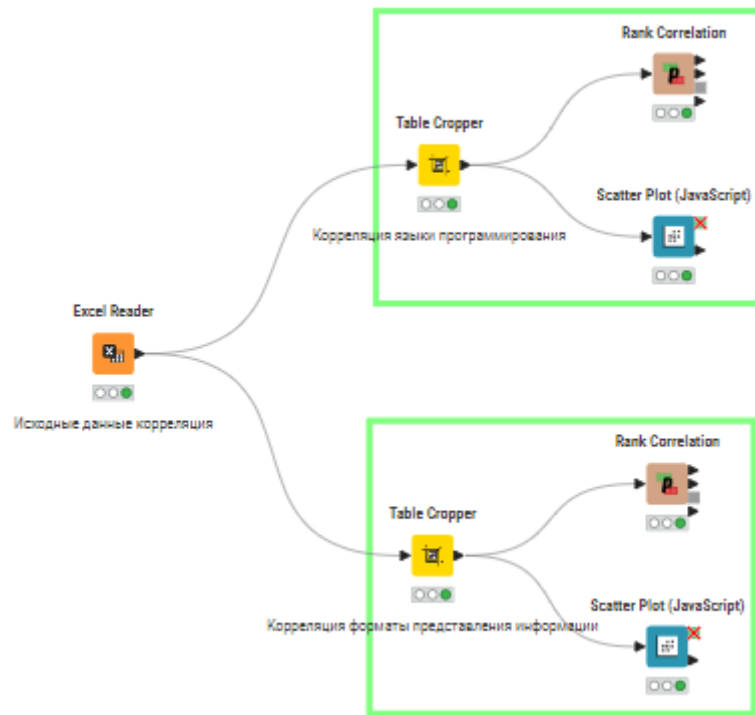 Rank Correlation
Table Cropper
Scatter Plot (JavaScript)
Корреляция языки программирования
Excel Reader
Исходные данные корреляция
Rank Correlation
Table Cropper
Scatter Plot (JavaScript)
Корреляция форматы представления информации